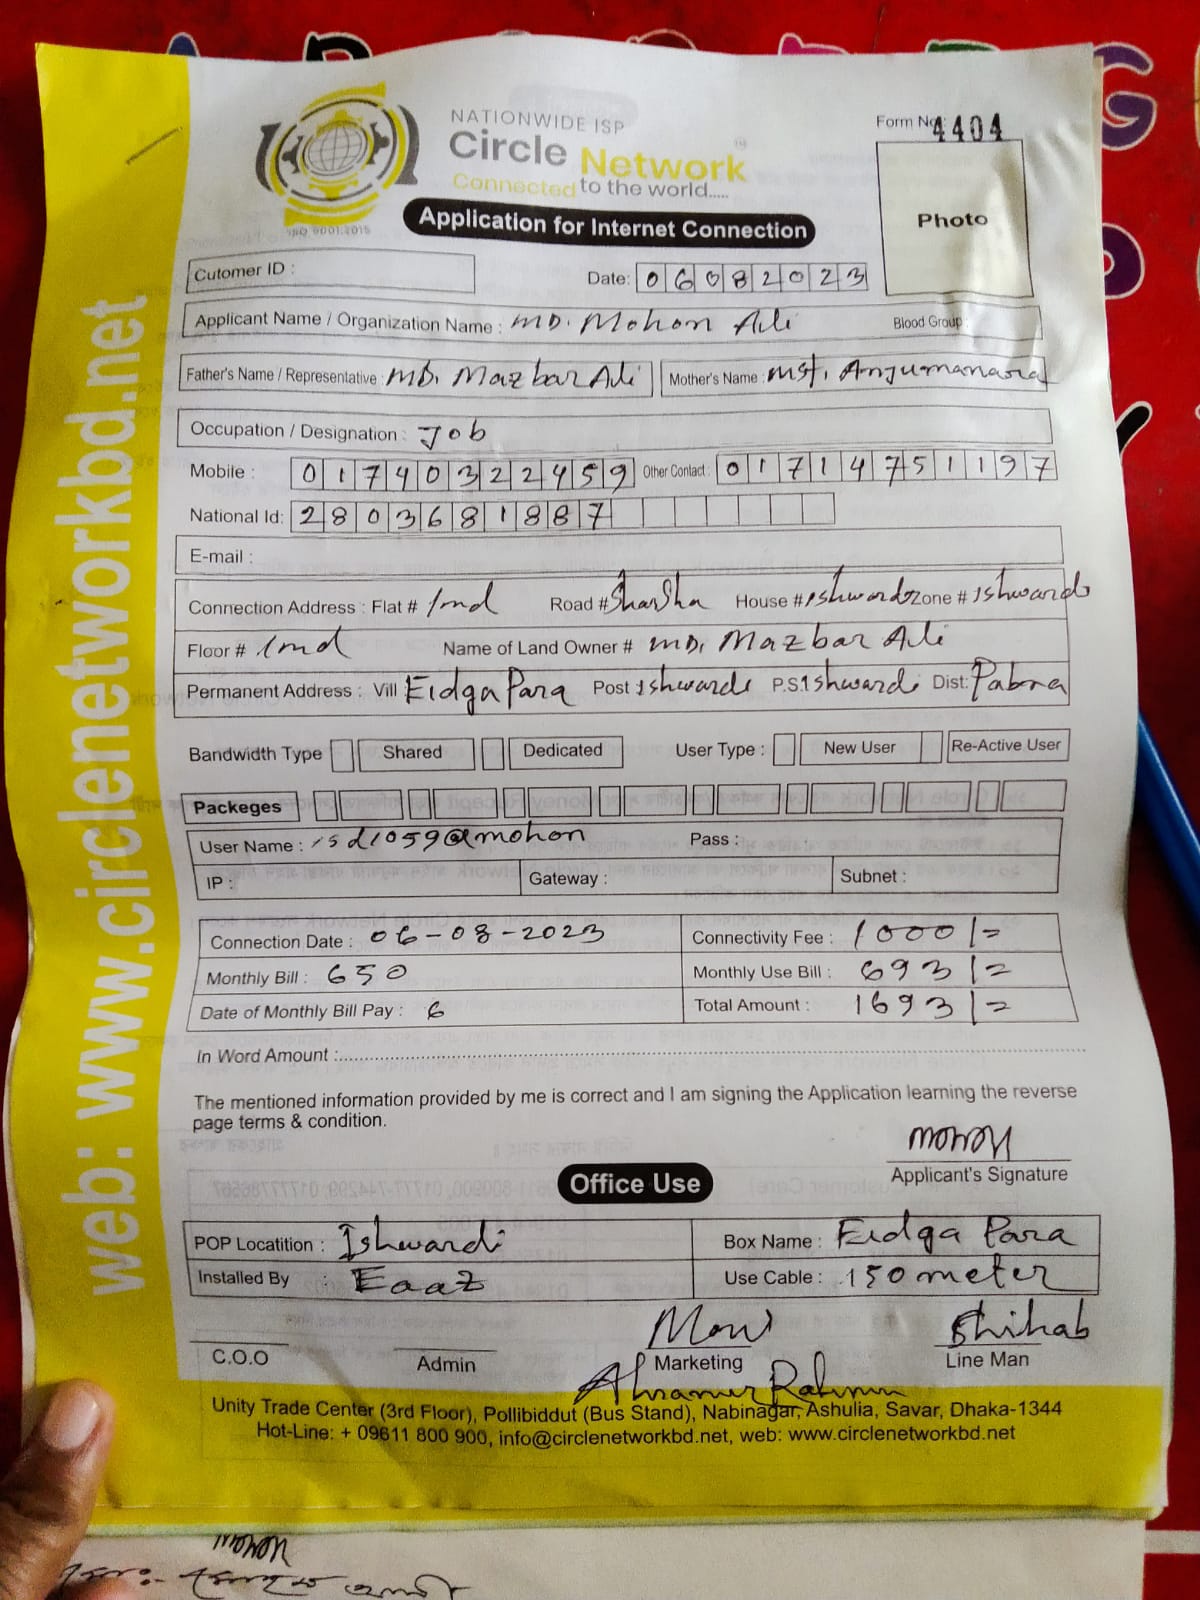 NATIONWIDE ISP
Circle Network
Connected to the world.....
ISO 9001:2015
Form No: 4404
Photo
Application for Internet Connection
Cutomer ID :
Date: 06082023
Applicant Name / Organization Name : MD. Mohon Ali Blood Group:
Father's Name / Representative : MD. Mazbar Ali Mother's Name : Mst. Anjumanara
Occupation / Designation : Job
Mobile : 01740322459 Other Contact : 01714751197
National Id: 2803681887
E-mail :
Connection Address : Flat # / md Road # Sharsha House # Ishwardi Zone # Ishwardi
Floor # / md Name of Land Owner # MD. Mazbar Ali
Permanent Address : Vill Eidga Para Post Ishwardi P.S. Ishwardi Dist: Pabna
Bandwidth Type Shared Dedicated User Type : New User Re-Active User
Packeges
User Name : isd1059@mohon Pass :
IP : Gateway : Subnet :
Connection Date : 06-08-2023 Connectivity Fee : 1000/=
Monthly Bill : 650 Monthly Use Bill : 693/=
Date of Monthly Bill Pay : 6 Total Amount : 1693/=
In Word Amount :
The mentioned information provided by me is correct and I am signing the Application learning the reverse
page terms & condition.
Mohon
Applicant's Signature
Office Use
POP Locatition : Ishwardi Box Name : Eidga Para
Installed By : Eaaz Use Cable : 150 meter
Shihab
C.O.O Admin Marketing Line Man
Unity Trade Center (3rd Floor), Pollibiddut (Bus Stand), Nabinagar, Ashulia, Savar, Dhaka-1344
Hot-Line: + 09611 800 900, info@circlenetworkbd.net, web: www.circlenetworkbd.net
web: www.circlenetworkbd.net